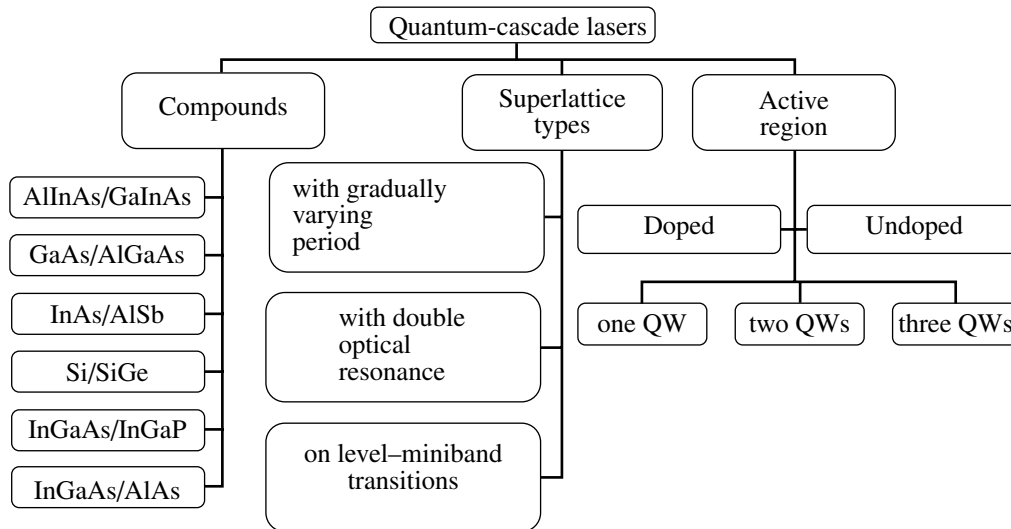 Quantum-cascade lasers
Compounds
Superlattice
types
Active
region
AlInAs/GaInAs
GaAs/AlGaAs
InAs/AlSb
Si/SiGe
InGaAs/InGaP
InGaAs/AlAs
with gradually
varying
period
with double
optical
resonance
on level–miniband
transitions
Doped
Undoped
one QW
two QWs
three QWs